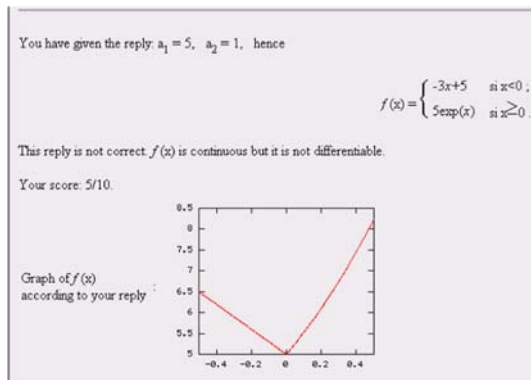 You have given the reply: a₁ = 5, a₂ = 1, hence
f (x) = { -3x+5 si x<0 ;
5exp(x) si x≥0 .
This reply is not correct. f (x) is continuous but it is not differentiable.
Your score: 5/10.
Graph of f (x)
according to your reply :
8.5
8
7.5
7
6.5
6
5.5
5
-0.4 -0.2 0 0.2 0.4